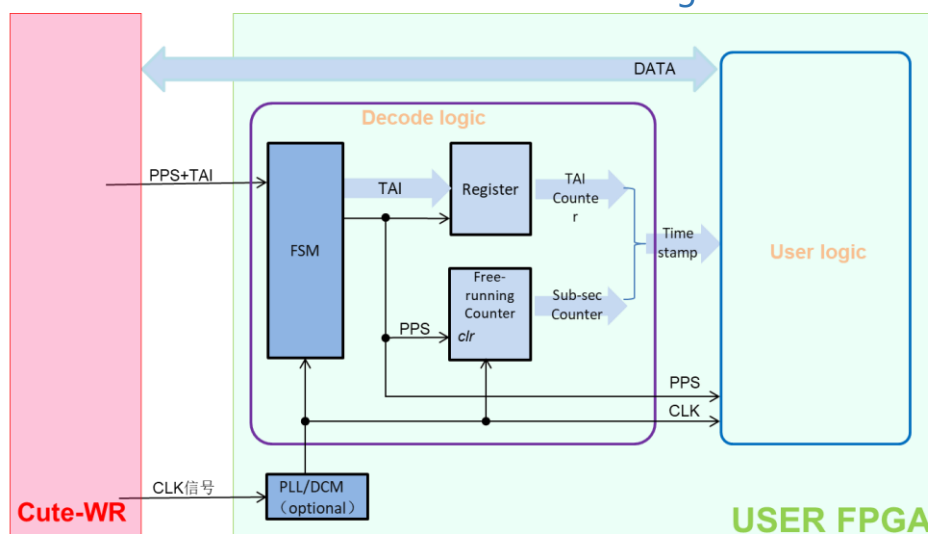 DATA
Decode logic
PPS+TAI
TAI
Register
TAI
Counte
r
FSM
Time
stamp
User logic
Free-
running
Counter
clr
Sub-sec
Counter
PPS
PPS
CLK
CLK信号
PLL/DCM
（optional）
Cute-WR
USER FPGA